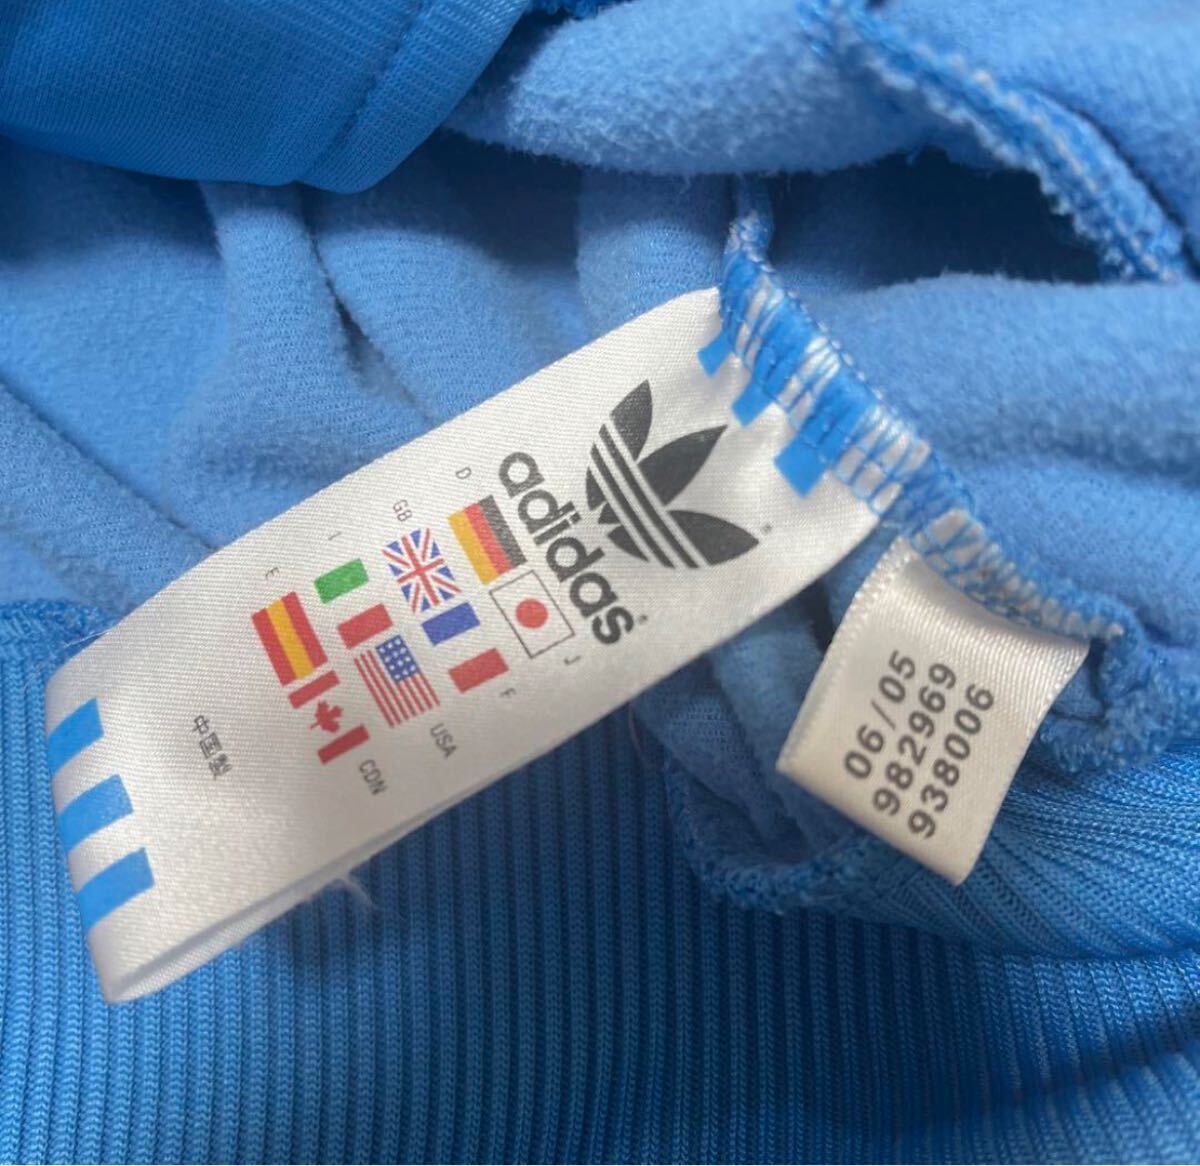 adidas
D
J
GB
F
I
USA
E
CDN
中国製
06/05
982969
938006